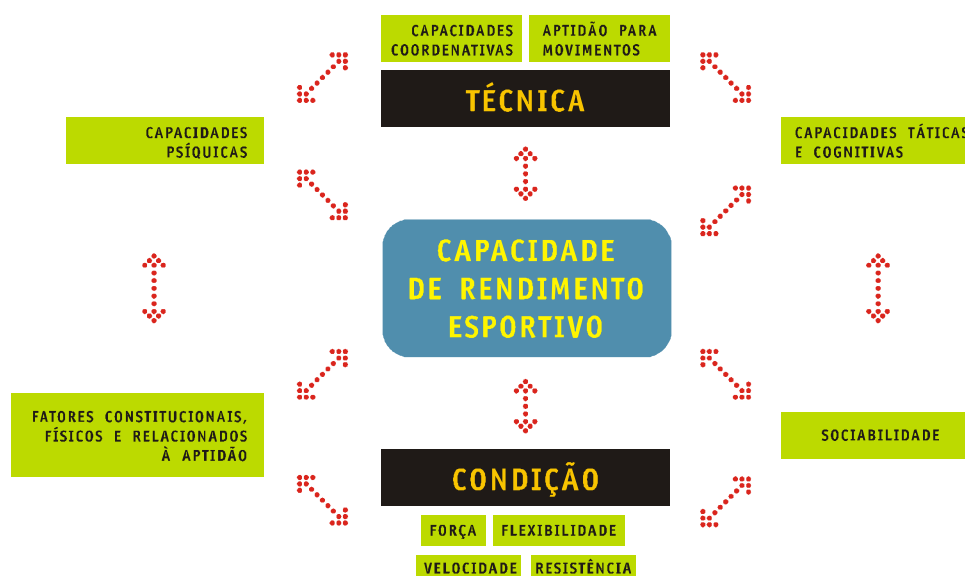 CAPACIDADES
COORDENATIVAS
APTIDÃO PARA
MOVIMENTOS
TÉCNICA
CAPACIDADES
PSÍQUICAS
CAPACIDADES TÁTICAS
E COGNITIVAS
CAPACIDADE
DE RENDIMENTO
ESPORTIVO
FATORES CONSTITUCIONAIS,
FÍSICOS E RELACIONADOS
À APTIDÃO
SOCIABILIDADE
CONDIÇÃO
FORÇA
FLEXIBILIDADE
VELOCIDADE
RESISTÊNCIA